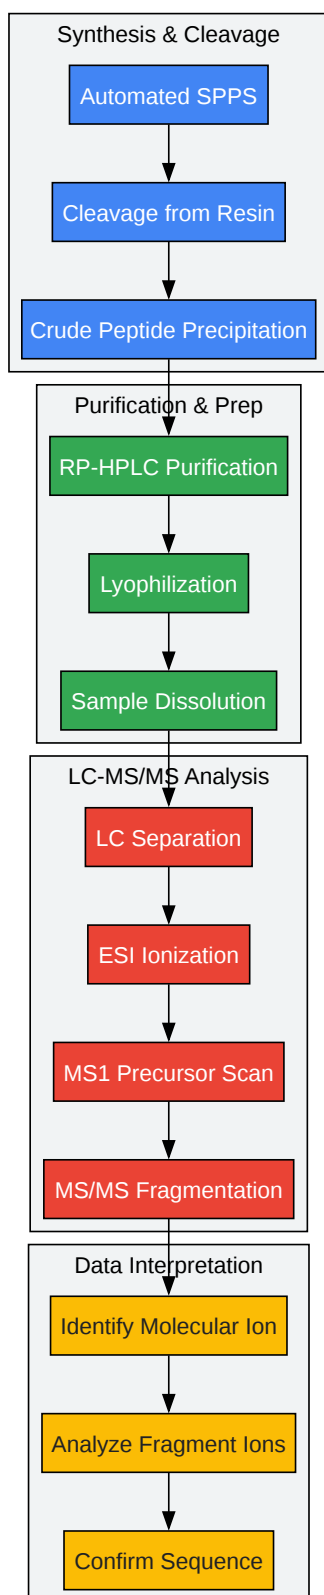 Synthesis & Cleavage
Automated SPPS
Cleavage from Resin
Crude Peptide Precipitation
Purification & Prep
RP-HPLC Purification
Lyophilization
Sample Dissolution
LC-MS/MS Analysis
LC Separation
ESI Ionization
MS1 Precursor Scan
MS/MS Fragmentation
Data Interpretation
Identify Molecular Ion
Analyze Fragment Ions
Confirm Sequence